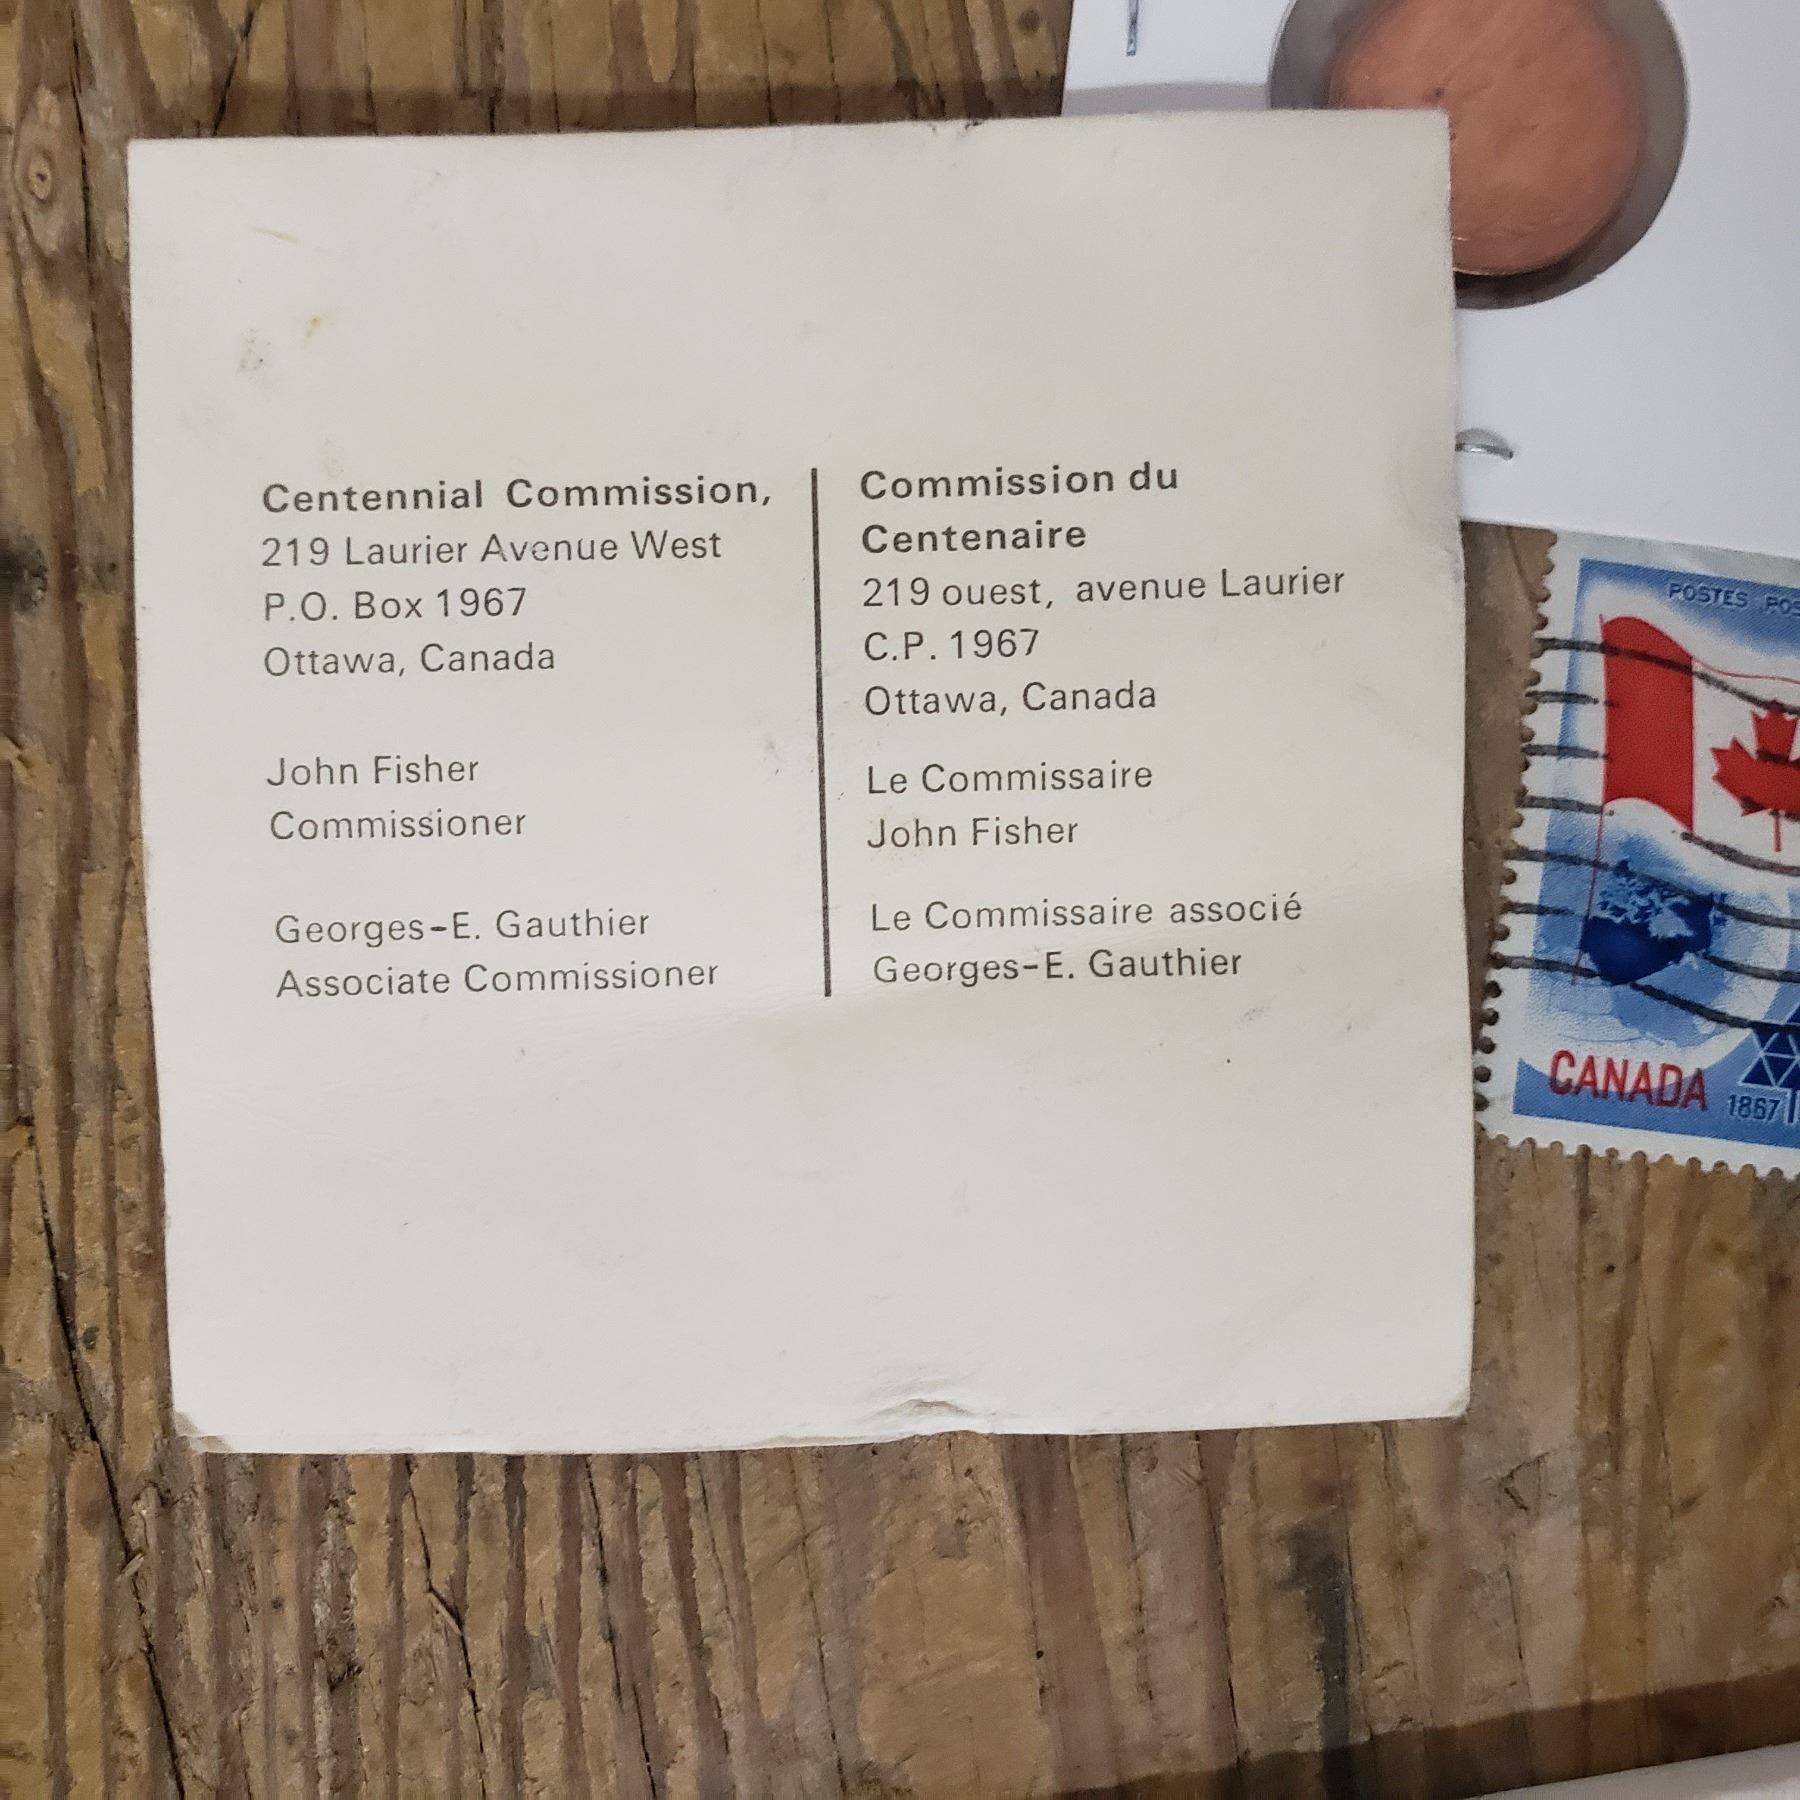 Centennial Commission,
219 Laurier Avenue West
P.O. Box 1967
Ottawa, Canada
John Fisher
Commissioner
Georges-E. Gauthier
Associate Commissioner
Commission du
Centenaire
219 ouest, avenue Laurier
C.P. 1967
Ottawa, Canada
Le Commissaire
John Fisher
Le Commissaire associé
Georges-E. Gauthier
POSTES
CANADA
1867